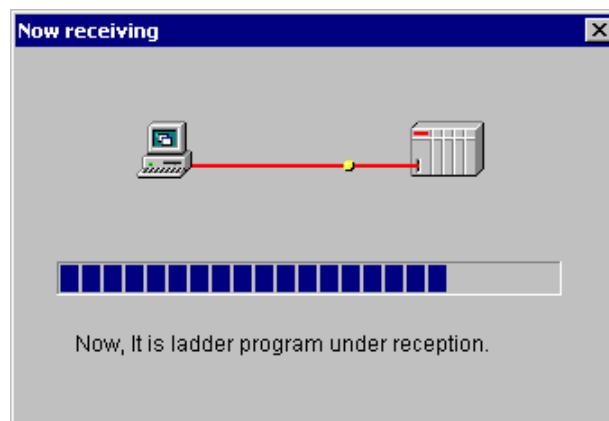 Now receiving
Now, It is ladder program under reception.